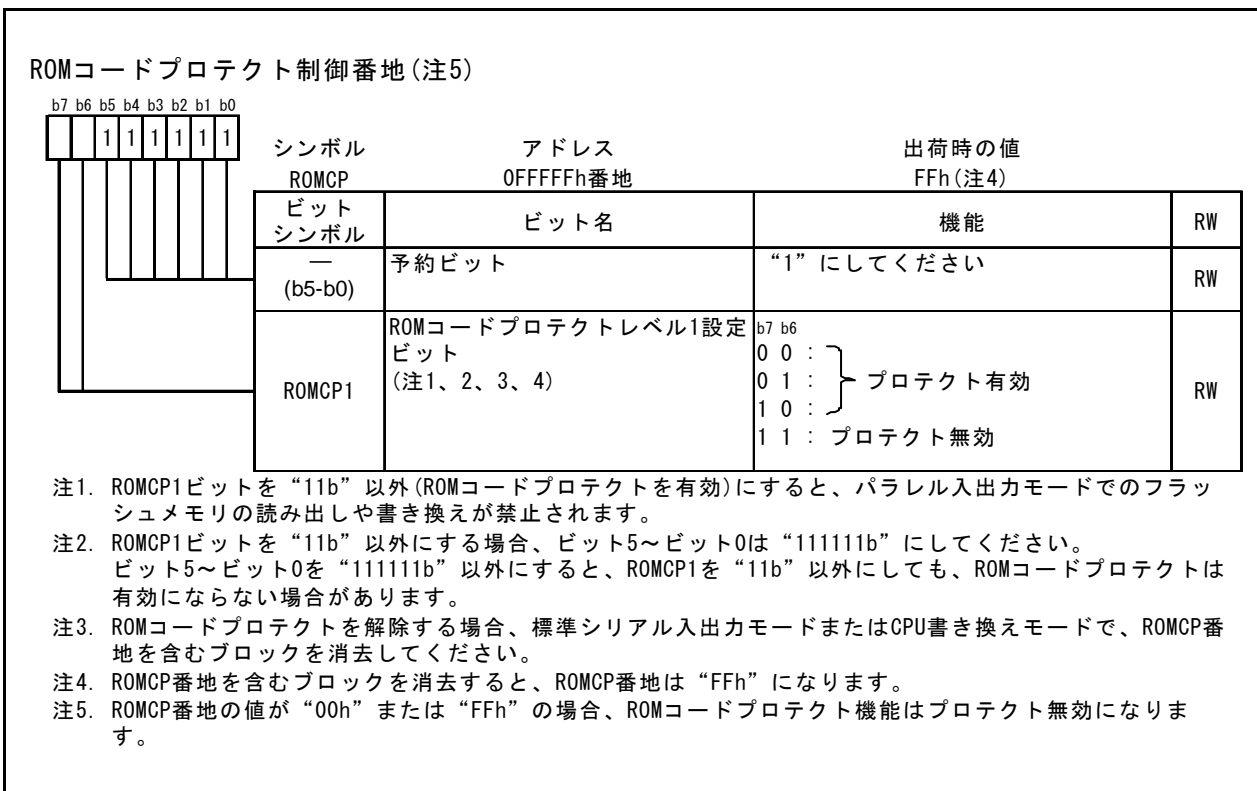 ROMコードプロテクト制御番地(注5)
b7 b6 b5 b4 b3 b2 b1 b0
1 1 1 1 1 1
シンボル アドレス 出荷時の値
ROMCP 0FFFFFh番地 FFh(注4)
ビット
シンボル ビット名 機能 RW
― 予約ビット “1”にしてください RW
(b5-b0)
ROMCP1 ROMコードプロテクトレベル1設定
ビット
(注1、2、3、4)
b7 b6
0 0 :
0 1 : プロテクト有効
1 0 :
1 1 : プロテクト無効
RW
注1. ROMCP1ビットを“11b”以外(ROMコードプロテクトを有効)にすると、パラレル入出力モードでのフラッ
シュメモリの読み出しや書き換えが禁止されます。
注2. ROMCP1ビットを“11b”以外にする場合、ビット5～ビット0は“111111b”にしてください。
ビット5～ビット0を“111111b”以外にすると、ROMCP1を“11b”以外にしても、ROMコードプロテクトは
有効にならない場合があります。
注3. ROMコードプロテクトを解除する場合、標準シリアル入出力モードまたはCPU書き換えモードで、ROMCP番
地を含むブロックを消去してください。
注4. ROMCP番地を含むブロックを消去すると、ROMCP番地は“FFh”になります。
注5. ROMCP番地の値が“00h”または“FFh”の場合、ROMコードプロテクト機能はプロテクト無効になりま
す。